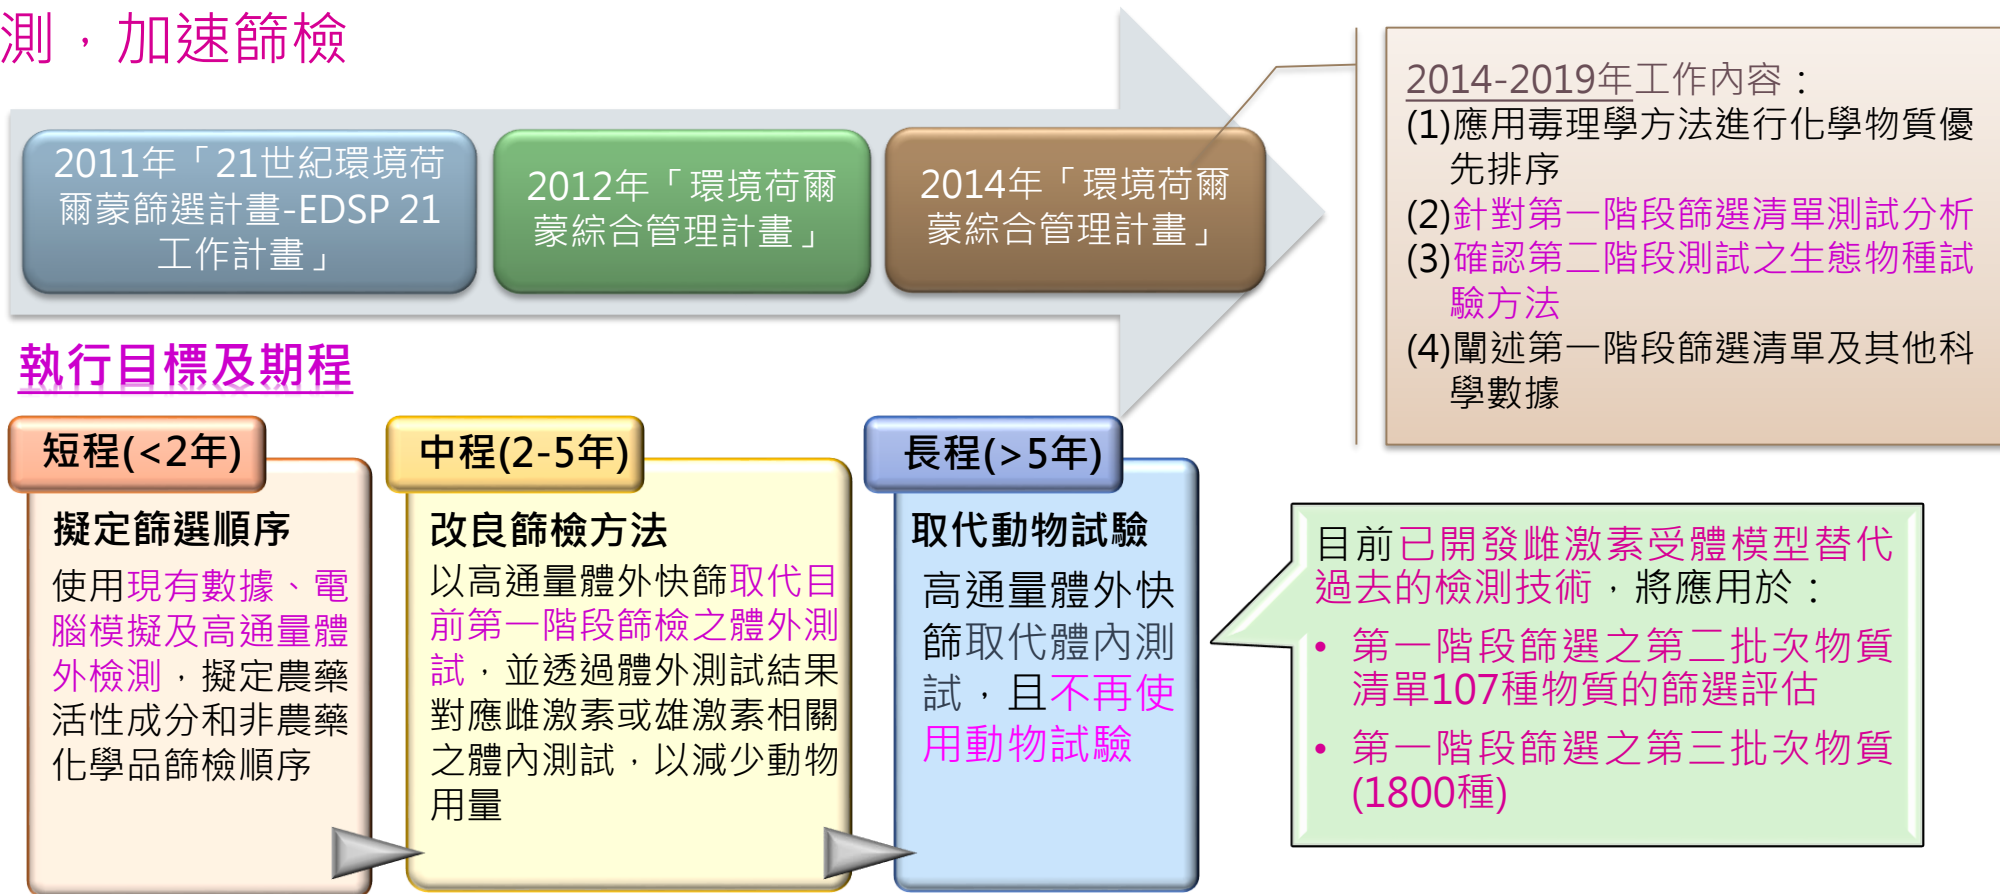 測，加速篩檢
2011年「21世紀環境荷
爾蒙篩選計畫-EDSP 21
工作計畫」
2012年「環境荷爾
蒙綜合管理計畫」
2014年「環境荷爾
蒙綜合管理計畫」
2014-2019年工作內容：
(1)應用毒理學方法進行化學物質優
先排序
(2)針對第一階段篩選清單測試分析
(3)確認第二階段測試之生態物種試
驗方法
(4)闡述第一階段篩選清單及其他科
學數據
執行目標及期程
短程(<2年)
擬定篩選順序
使用現有數據、電
腦模擬及高通量體
外檢測，擬定農藥
活性成分和非農藥
化學品篩檢順序
中程(2-5年)
改良篩檢方法
以高通量體外快篩取代目
前第一階段篩檢之體外測
試，並透過體外測試結果
對應雌激素或雄激素相關
之體內測試，以減少動物
用量
長程(>5年)
取代動物試驗
高通量體外快
篩取代體內測
試，且不再使
用動物試驗
目前已開發雌激素受體模型替代
過去的檢測技術，將應用於：
• 第一階段篩選之第二批次物質
清單107種物質的篩選評估
• 第一階段篩選之第三批次物質
(1800種)